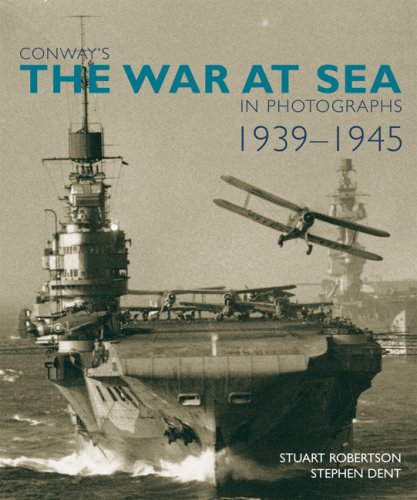 CONWAY'S
THE WAR AT SEA
IN PHOTOGRAPHS
1939–1945
STUART ROBERTSON
STEPHEN DENT